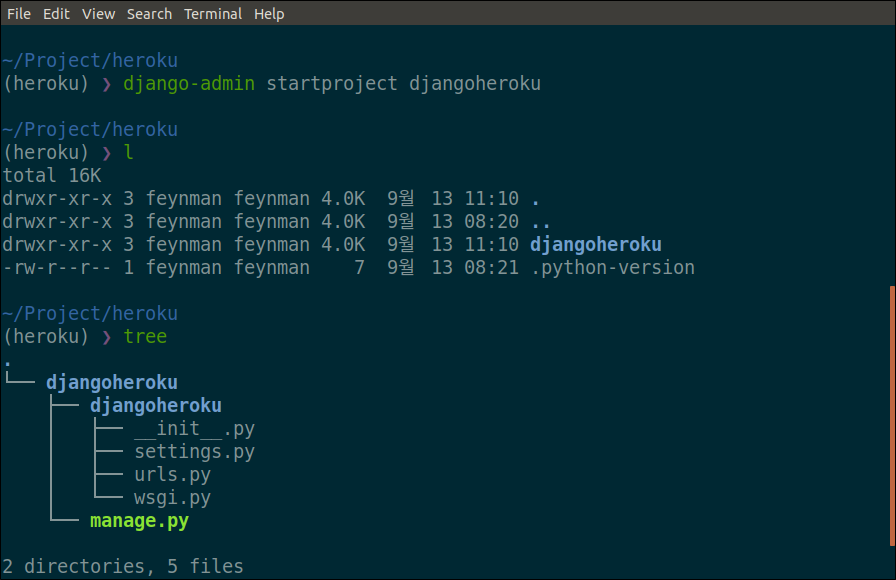 File Edit View Search Terminal Help
~/Project/heroku
(heroku) ❯ django-admin startproject djangoheroku
~/Project/heroku
(heroku) ❯ l
total 16K
drwxr-xr-x 3 feynman feynman 4.0K  9월  13 11:10 .
drwxr-xr-x 3 feynman feynman 4.0K  9월  13 08:20 ..
drwxr-xr-x 3 feynman feynman 4.0K  9월  13 11:10 djangoheroku
-rw-r--r-- 1 feynman feynman    7  9월  13 08:21 .python-version
~/Project/heroku
(heroku) ❯ tree
.
└── djangoheroku
    ├── djangoheroku
    │   ├── __init__.py
    │   ├── settings.py
    │   ├── urls.py
    │   └── wsgi.py
    └── manage.py
2 directories, 5 files